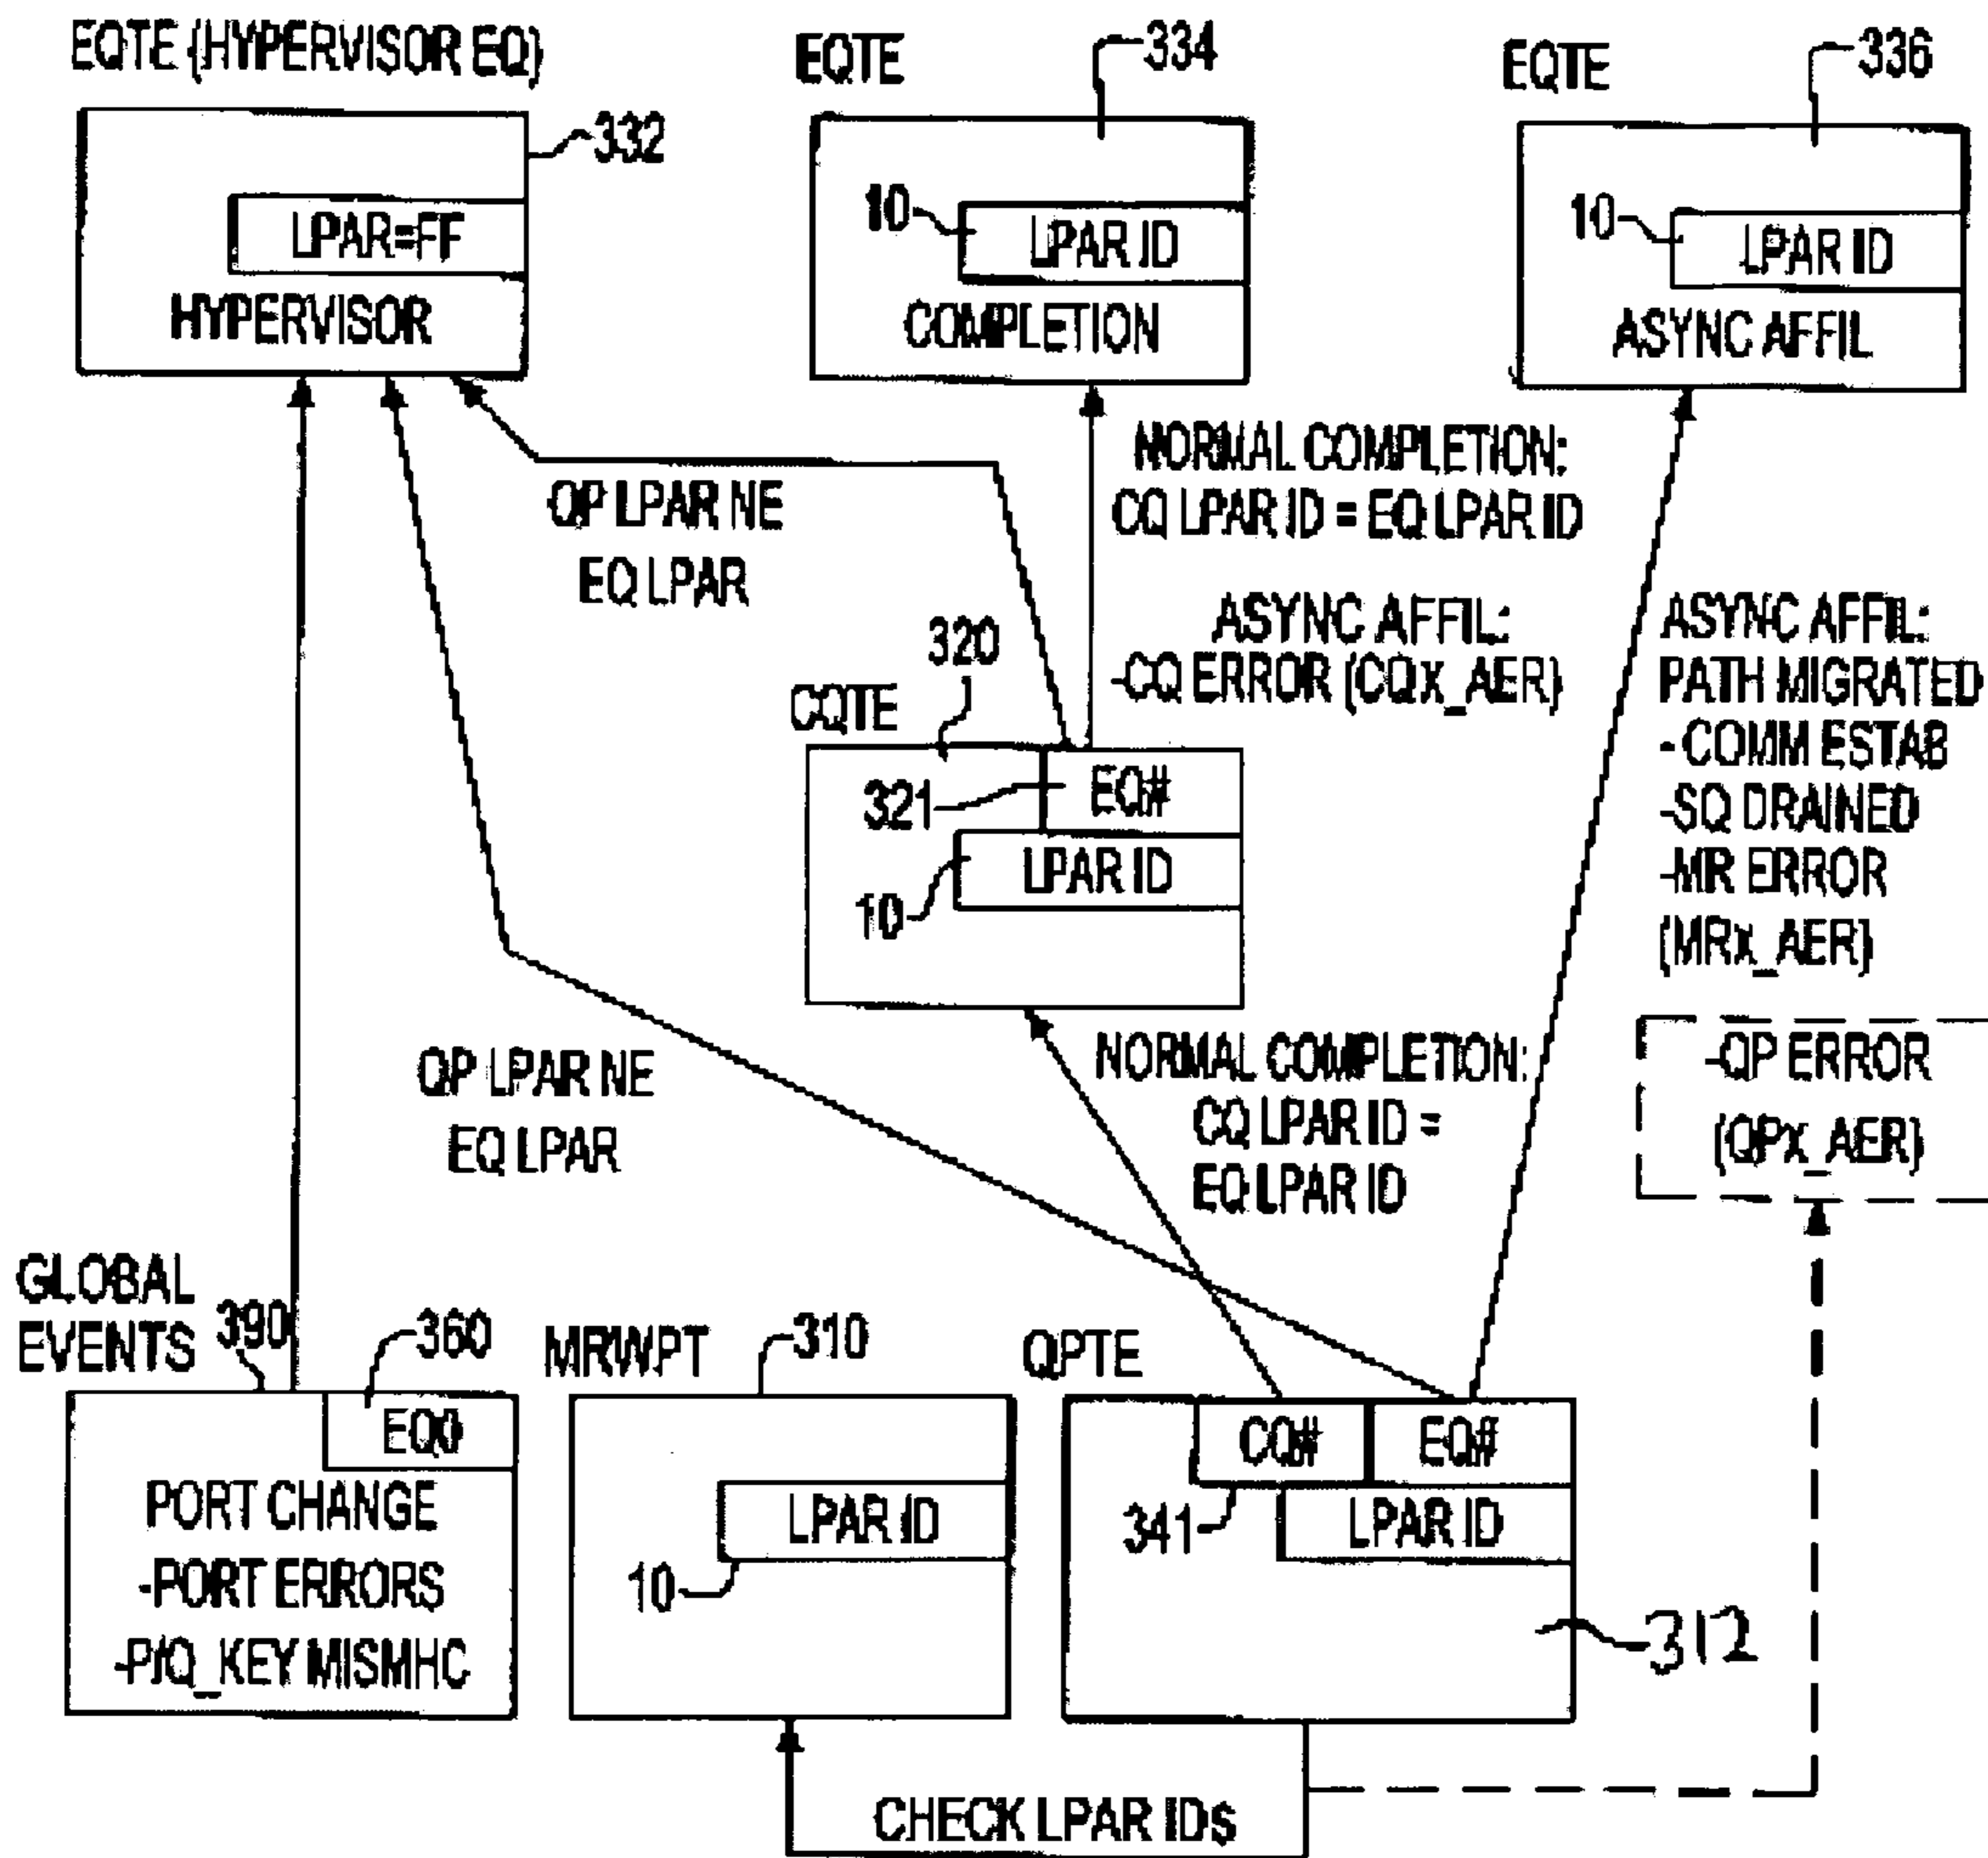 EQTE (HYPERVISOR EQ)
332
LPAR=FF
HYPERVISOR
EQTE
334
10
LPAR ID
COMPLETION
EQTE
336
10
LPAR ID
ASYNC AFFIL
QP LPAR NE
EQ LPAR
NORMAL COMPLETION:
CQ LPAR ID = EQ LPAR ID
ASYNC AFFIL:
-CQ ERROR (CQX_AER)
ASYNC AFFIL:
PATH MIGRATED
-COMM ESTAB
-SQ DRAINED
-MR ERROR
(MRX_AER)
-QP ERROR
(QPX_AER)
CQTE
320
321
EQ#
LPAR ID
10
QP LPAR NE
EQ LPAR
NORMAL COMPLETION:
CQ LPAR ID =
EQ LPAR ID
GLOBAL
EVENTS
390
360
EQ0
PORT CHANGE
-PORT ERRORS
-P/Q_KEY MISMHC
MRWPT
310
LPAR ID
10
QPTE
CQ#
EQ#
341
LPAR ID
312
CHECK LPAR IDS